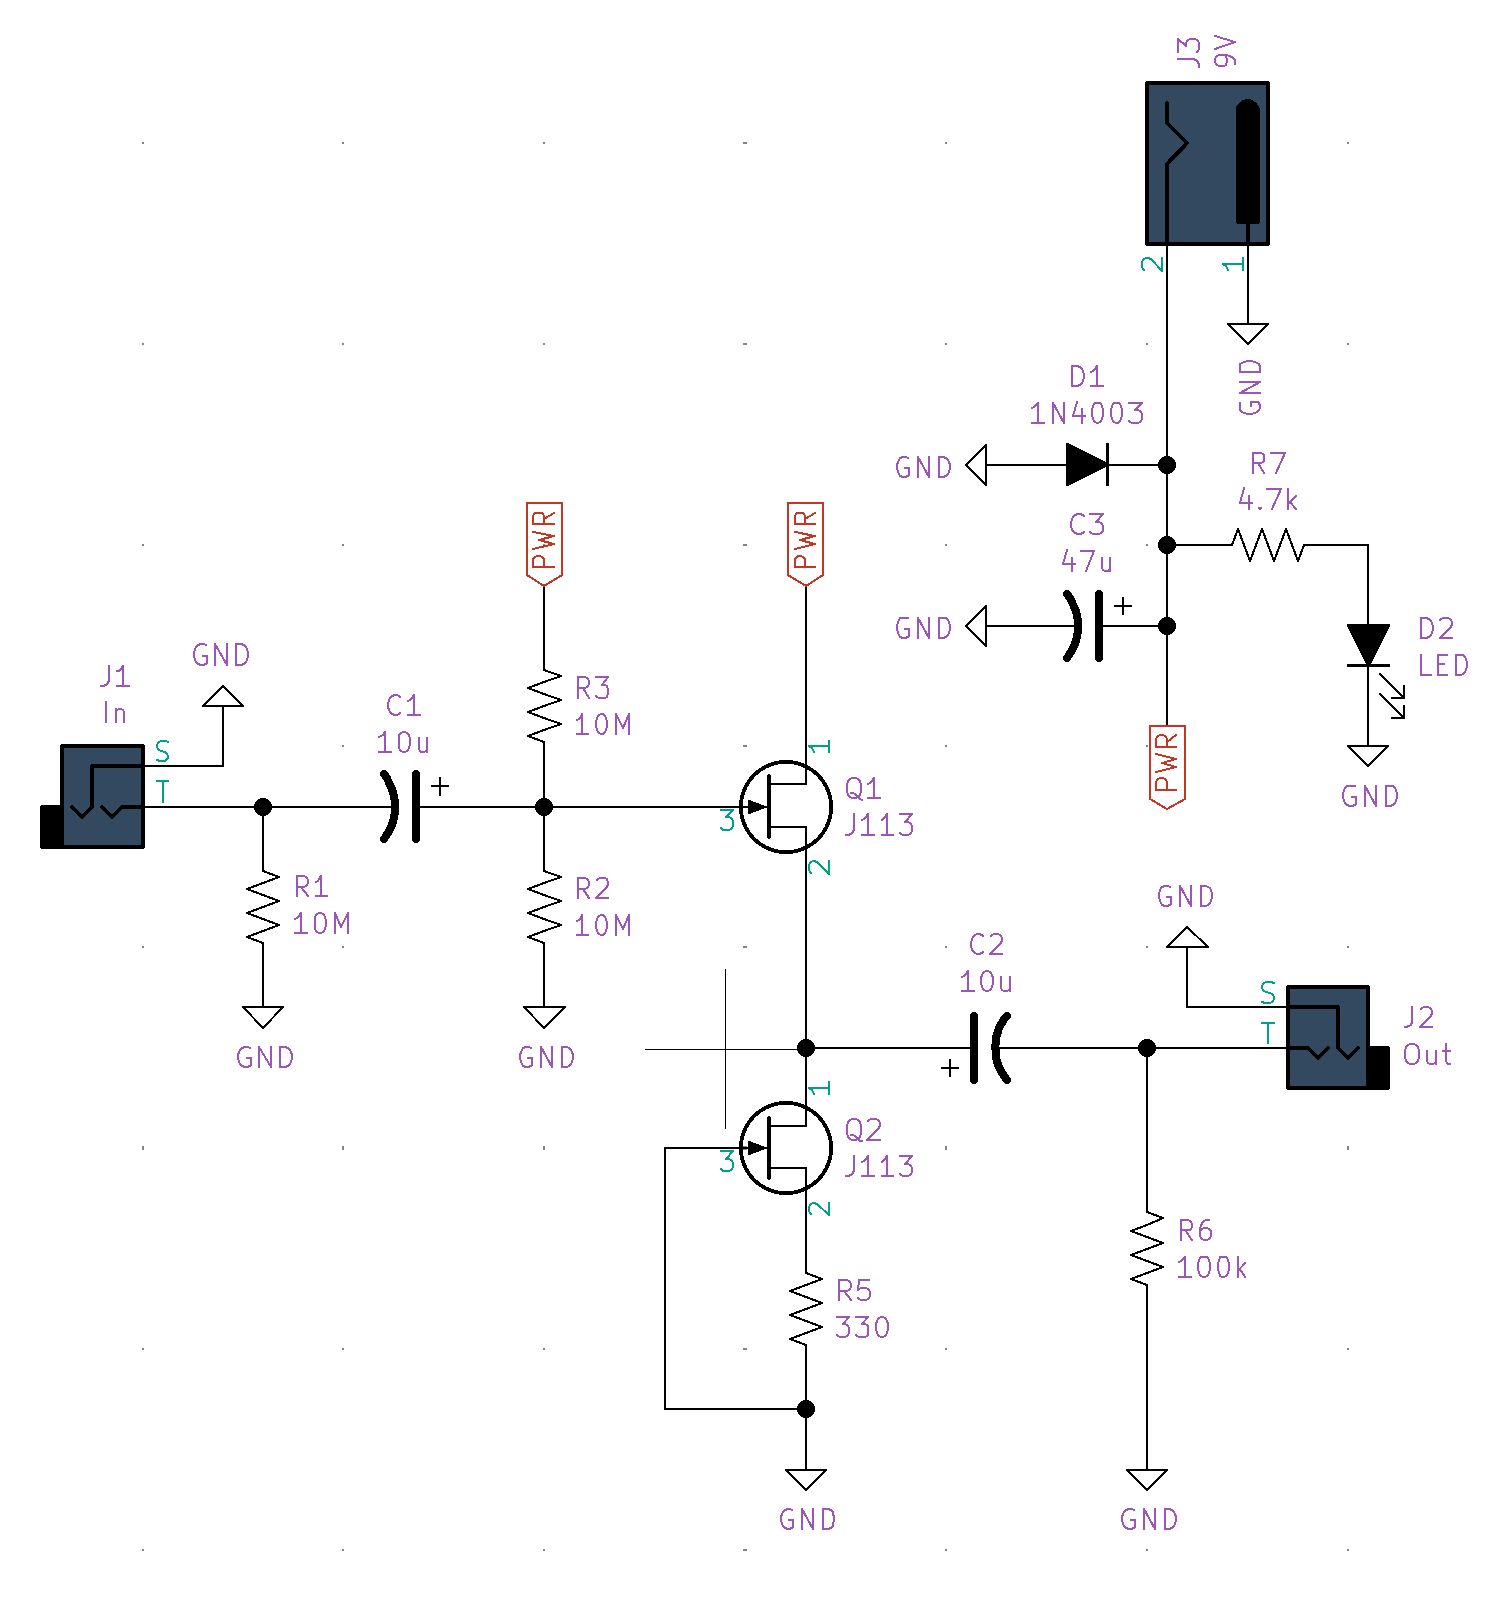 J3
9V
2
1
GND
D1
1N4003
GND
R7
4.7k
C3
47u
GND
PWR
PWR
D2
LED
GND
PWR
GND
J1
In
S
T
C1
10u
R3
10M
1
Q1
J113
3
2
R1
10M
GND
R2
10M
GND
GND
C2
10u
S
T
J2
Out
1
Q2
J113
3
2
R5
330
GND
R6
100k
GND